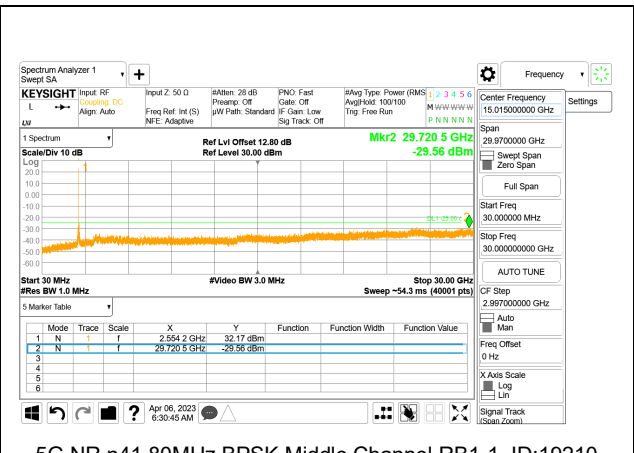 Spectrum Analyzer 1
Swept SA
Frequency
KEYSIGHT
L
LXI
Input: RF
Coupling: DC
Align: Auto
Input Z: 50 Ω
Freq Ref: Int (S)
NFE: Adaptive
#Atten: 28 dB
Preamp: Off
µW Path: Standard
PNO: Fast
Gate: Off
IF Gain: Low
Sig Track: Off
#Avg Type: Power (RMS
Avg|Hold: 100/100
Trig: Free Run
1 2 3 4 5 6
M W W W W W
P N N N N N
Center Frequency
15.015000000 GHz
Settings
Span
29.9700000 GHz
Swept Span
Zero Span
Full Span
Start Freq
30.000000 MHz
Stop Freq
30.000000000 GHz
AUTO TUNE
CF Step
2.997000000 GHz
Auto
Man
Freq Offset
0 Hz
X Axis Scale
Log
Lin
Signal Track
(Span Zoom)
1 Spectrum
Scale/Div 10 dB
Ref Lvl Offset 12.80 dB
Ref Level 30.00 dBm
Mkr2 29.720 5 GHz
-29.56 dBm
Log
1
20.0
10.0
0.00
-10.0
-20.0
-30.0
-40.0
-50.0
-60.0
2
Start 30 MHz
#Res BW 1.0 MHz
#Video BW 3.0 MHz
Stop 30.00 GHz
Sweep ~54.3 ms (40001 pts)
5 Marker Table
Mode Trace Scale X Y Function Function Width Function Value
1 N 1 f 2.554 2 GHz 32.17 dBm
2 N 1 f 29.720 5 GHz -29.56 dBm
3
4
5
6
?
Apr 06, 2023
6:30:45 AM
5G NR n41 80MHz BPSK Middle Channel RB1-1_ID:19210